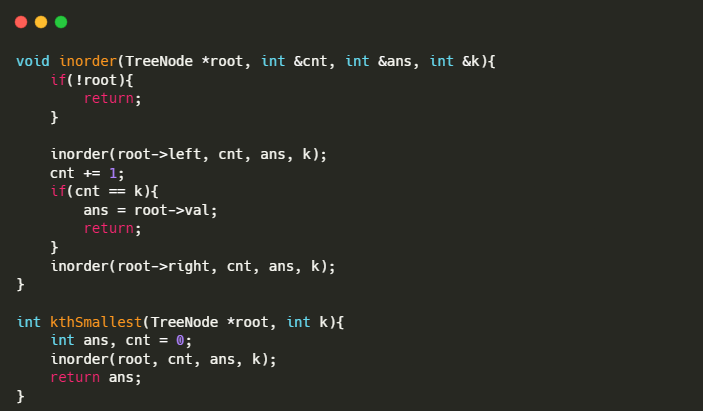 void inorder(TreeNode *root, int &cnt, int &ans, int &k){
    if(!root){
        return;
    }

    inorder(root->left, cnt, ans, k);
    cnt += 1;
    if(cnt == k){
        ans = root->val;
        return;
    }
    inorder(root->right, cnt, ans, k);
}

int kthSmallest(TreeNode *root, int k){
    int ans, cnt = 0;
    inorder(root, cnt, ans, k);
    return ans;
}